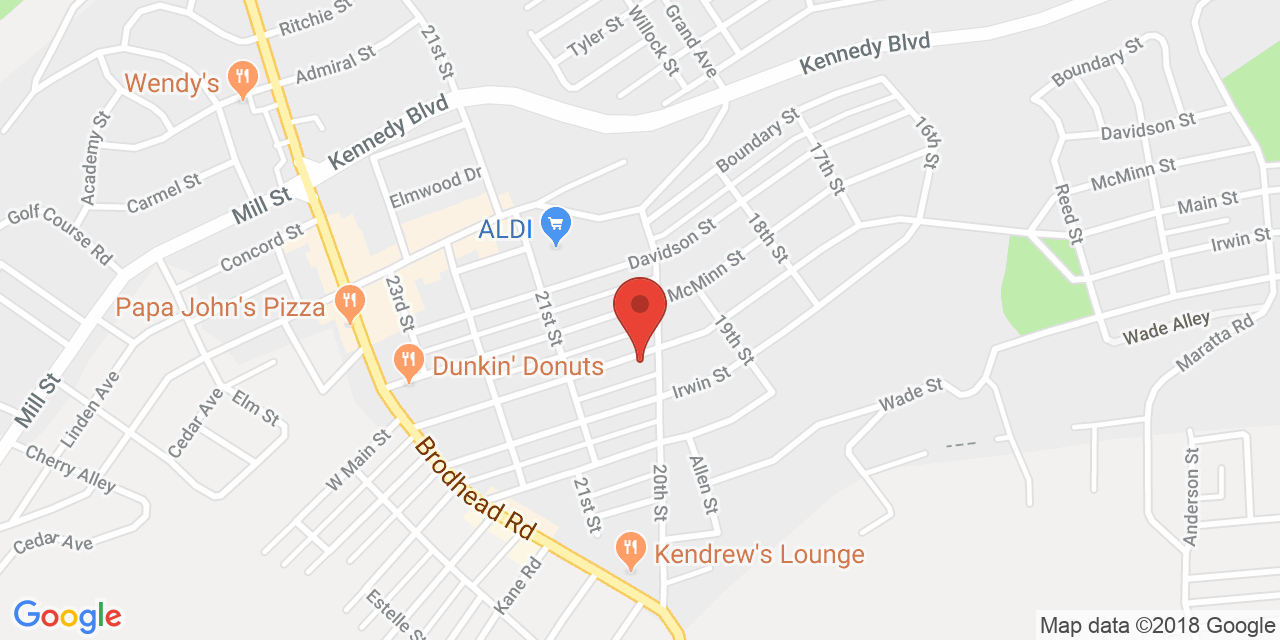 Ritchie St
Tyler St
Willock St
Grand Ave
21st St
Kennedy Blvd
Boundary St
Admiral St
Wendy's
Davidson St
Kennedy Blvd
Boundary St
16th St
Academy St
17th St
McMinn St
Elmwood Dr
Carmel St
Main St
Mill St
Reed St
Golf Course Rd
ALDI
18th St
Irwin St
Concord St
Davidson St
McMinn St
23rd St
Papa John's Pizza
21st St
19th St
Wade Alley
Maratta Rd
Dunkin' Donuts
Irwin St
Mill St
Linden Ave
Cedar Ave
Elm St
Wade St
W Main St
Brodhead Rd
Cherry Alley
Allen St
20th St
21st St
Anderson St
Cedar Ave
Kendrew's Lounge
Kane Rd
Estelle St
Google
Map data ©2018 Google